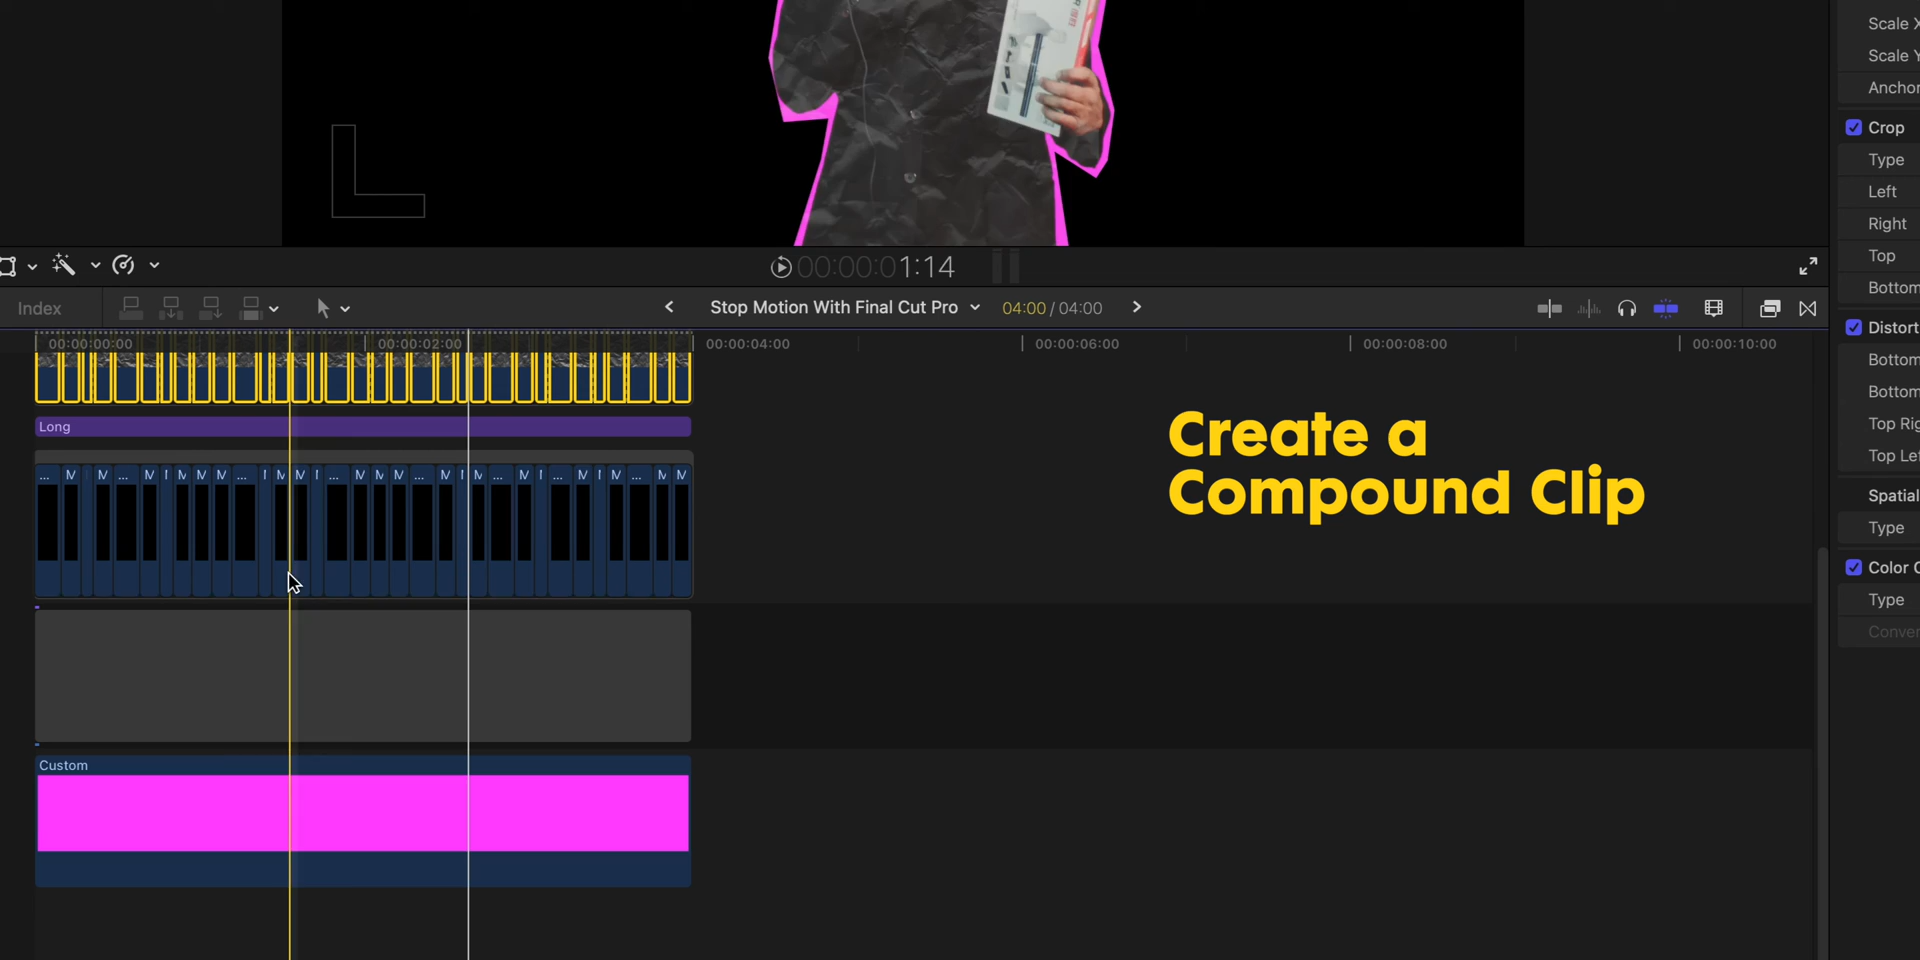 Scale X
Scale Y
Anchor
Crop
Type
Left
Right
Top
Bottom
00:00:01:14
Index
Stop Motion With Final Cut Pro
04:00 / 04:00
00:00:00:00
00:00:02:00
00:00:04:00
00:00:06:00
00:00:08:00
00:00:10:00
Distort
Bottom
Bottom
Top Rig
Top Lef
Spatial
Type
Color C
Type
Conver
Long
Create a
Compound Clip
... M M ... M M M M ... M M ... M M ... M M ... M ... M ... M M
Custom